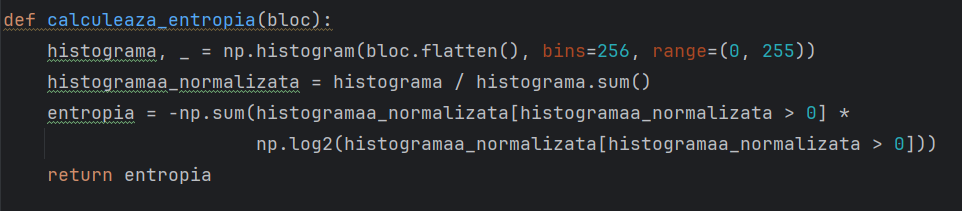 def calculeaza_entropia(bloc):
    histograma, _ = np.histogram(bloc.flatten(), bins=256, range=(0, 255))
    histogramaa_normalizata = histograma / histograma.sum()
    entropia = -np.sum(histogramaa_normalizata[histogramaa_normalizata > 0] *
                       np.log2(histogramaa_normalizata[histogramaa_normalizata > 0]))
    return entropia